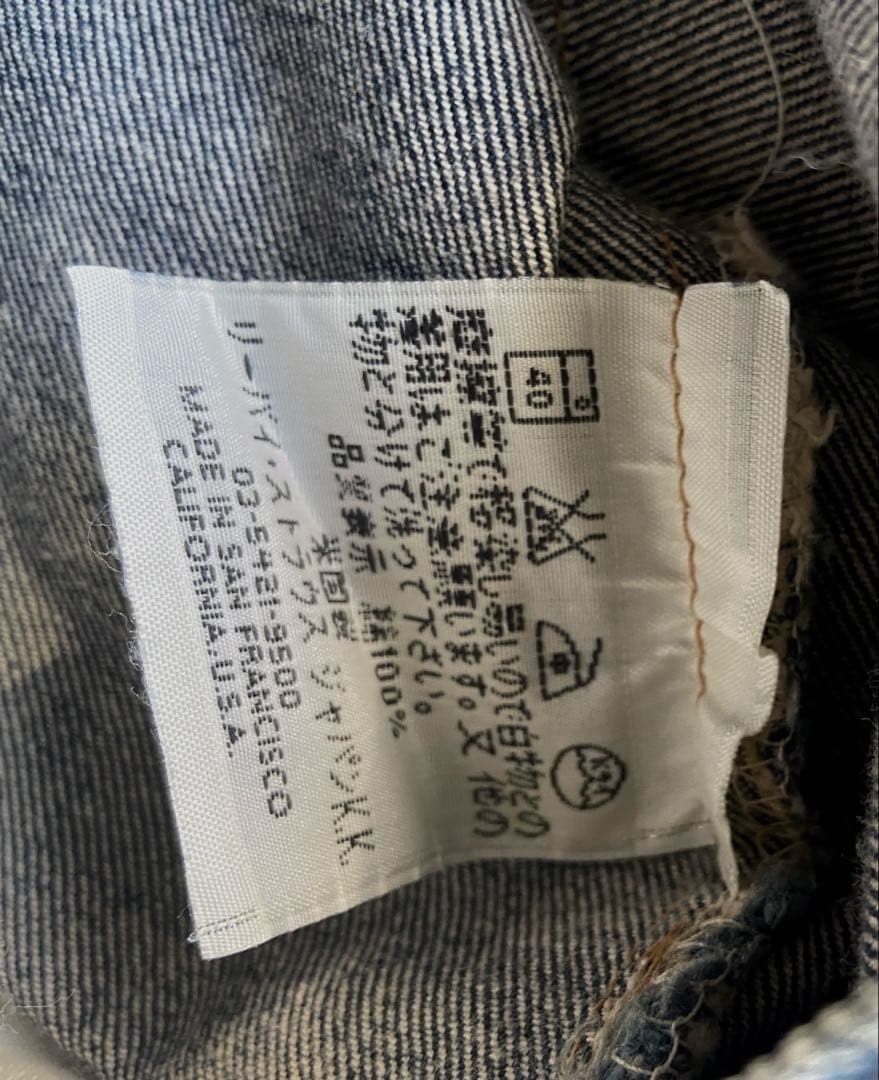 40
中
摩擦等で移染し易いので白物との
着用はご注意願います。又他の
物と分けて洗って下さい。
品質表示 綿100%
米国製
リーバイ・ストラウス ジャパンK.K.
03-5421-9500
MADE IN SAN FRANCISCO
CALIFORNIA.U.S.A.